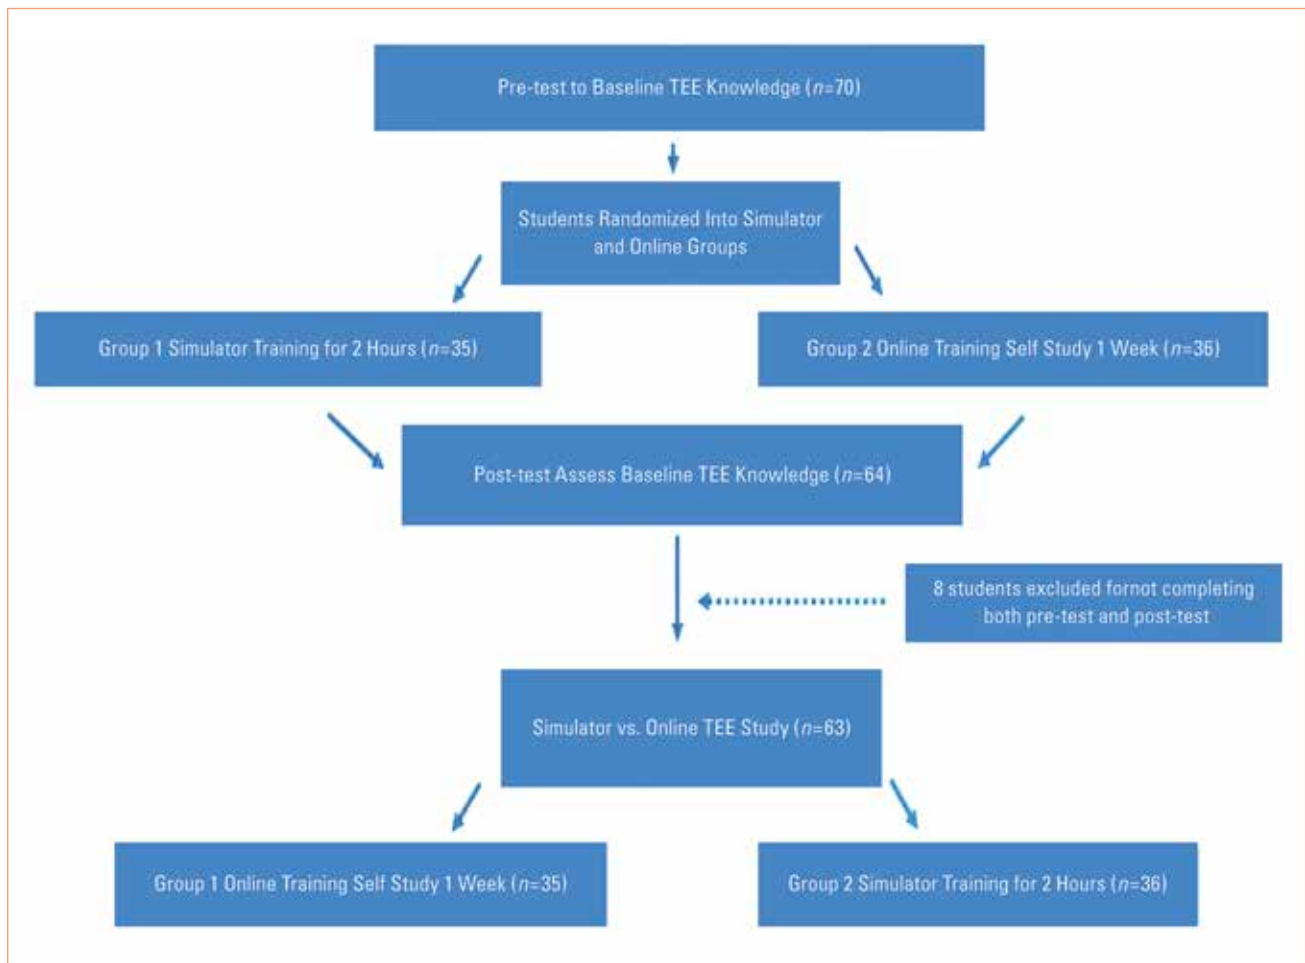 Pre-test to Baseline TEE Knowledge (n=70)
Students Randomized Into Simulator
and Online Groups
Group 1 Simulator Training for 2 Hours (n=35)
Group 2 Online Training Self Study 1 Week (n=36)
Post-test Assess Baseline TEE Knowledge (n=64)
8 students excluded fornot completing
both pre-test and post-test
Simulator vs. Online TEE Study (n=63)
Group 1 Online Training Self Study 1 Week (n=35)
Group 2 Simulator Training for 2 Hours (n=36)